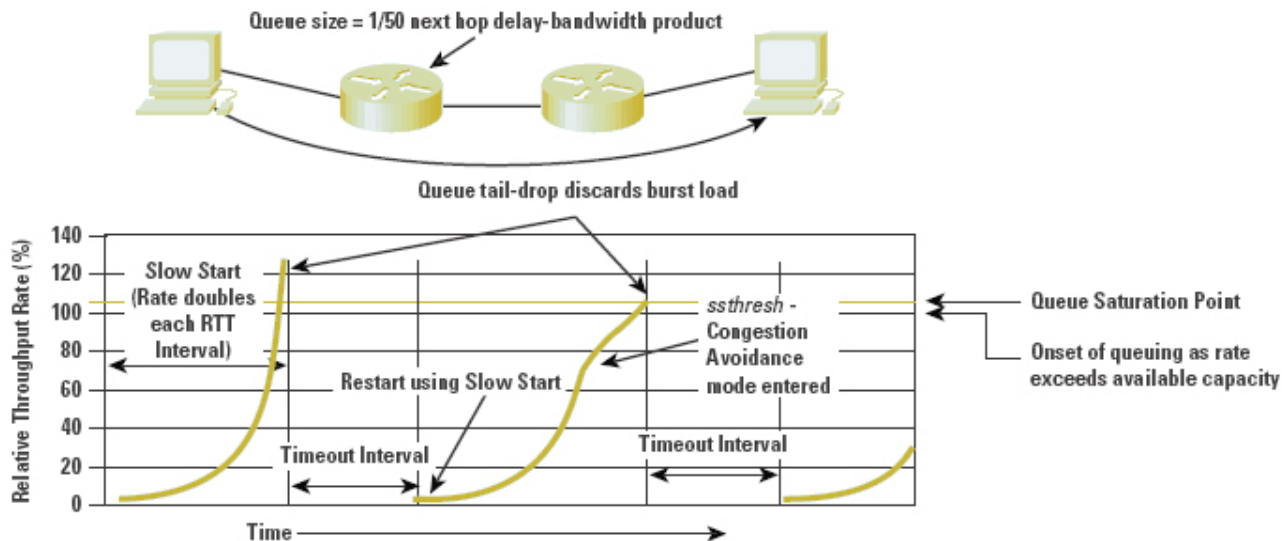 Queue size = 1/50 next hop delay-bandwidth product
Queue tail-drop discards burst load
Relative Throughput Rate (%)
140
120
100
80
60
40
20
0
Slow Start
(Rate doubles
each RTT
Interval)
Timeout Interval
Restart using Slow Start
ssthresh -
Congestion
Avoidance
mode entered
Timeout Interval
Queue Saturation Point
Onset of queuing as rate
exceeds available capacity
Time